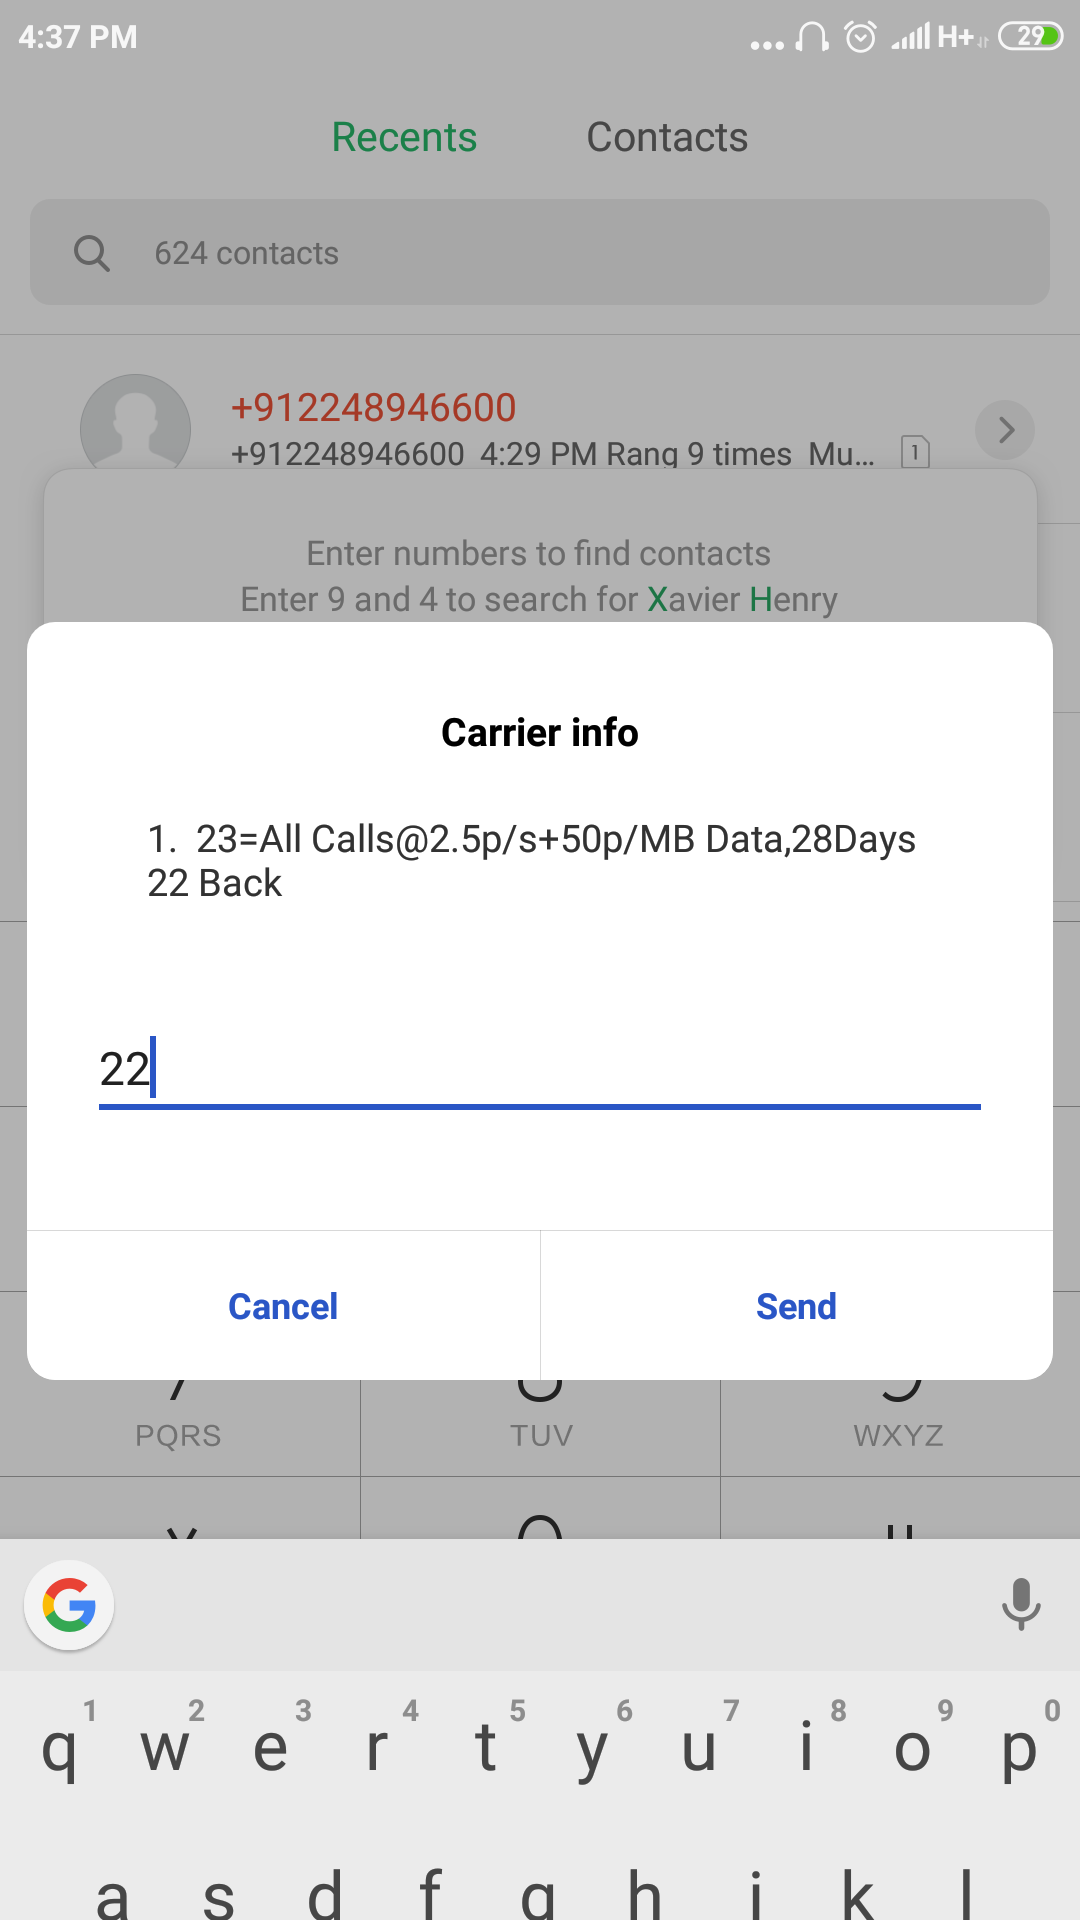 4:37 PM
H+ 29
Recents Contacts
624 contacts
+912248946600
+912248946600 4:29 PM Rang 9 times Mu... 1
Enter numbers to find contacts
Enter 9 and 4 to search for Xavier Henry
Carrier info
1. 23=All Calls@2.5p/s+50p/MB Data,28Days
22 Back
22
Cancel Send
PQRS TUV WXYZ
1 2 3 4 5 6 7 8 9 0
q w e r t y u i o p
a s d f g h j k l